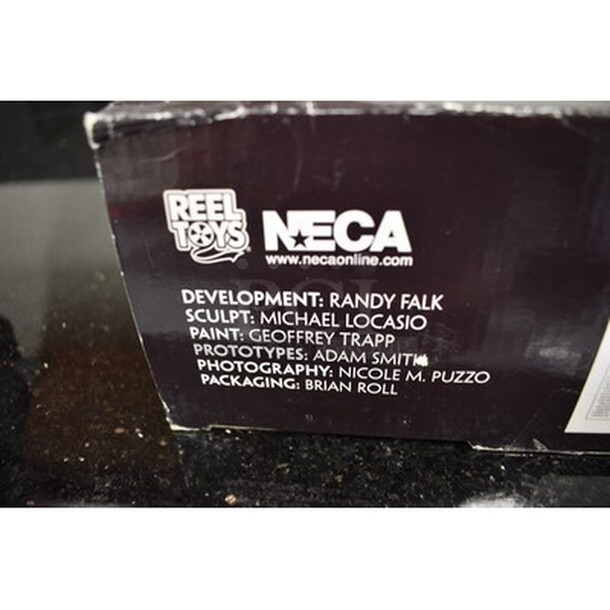 REEL
TOYS
NECA
www.necaonline.com
DEVELOPMENT: RANDY FALK
SCULPT: MICHAEL LOCASIO
PAINT: GEOFFREY TRAPP
PROTOTYPES: ADAM SMITH
PHOTOGRAPHY: NICOLE M. PUZZO
PACKAGING: BRIAN ROLL